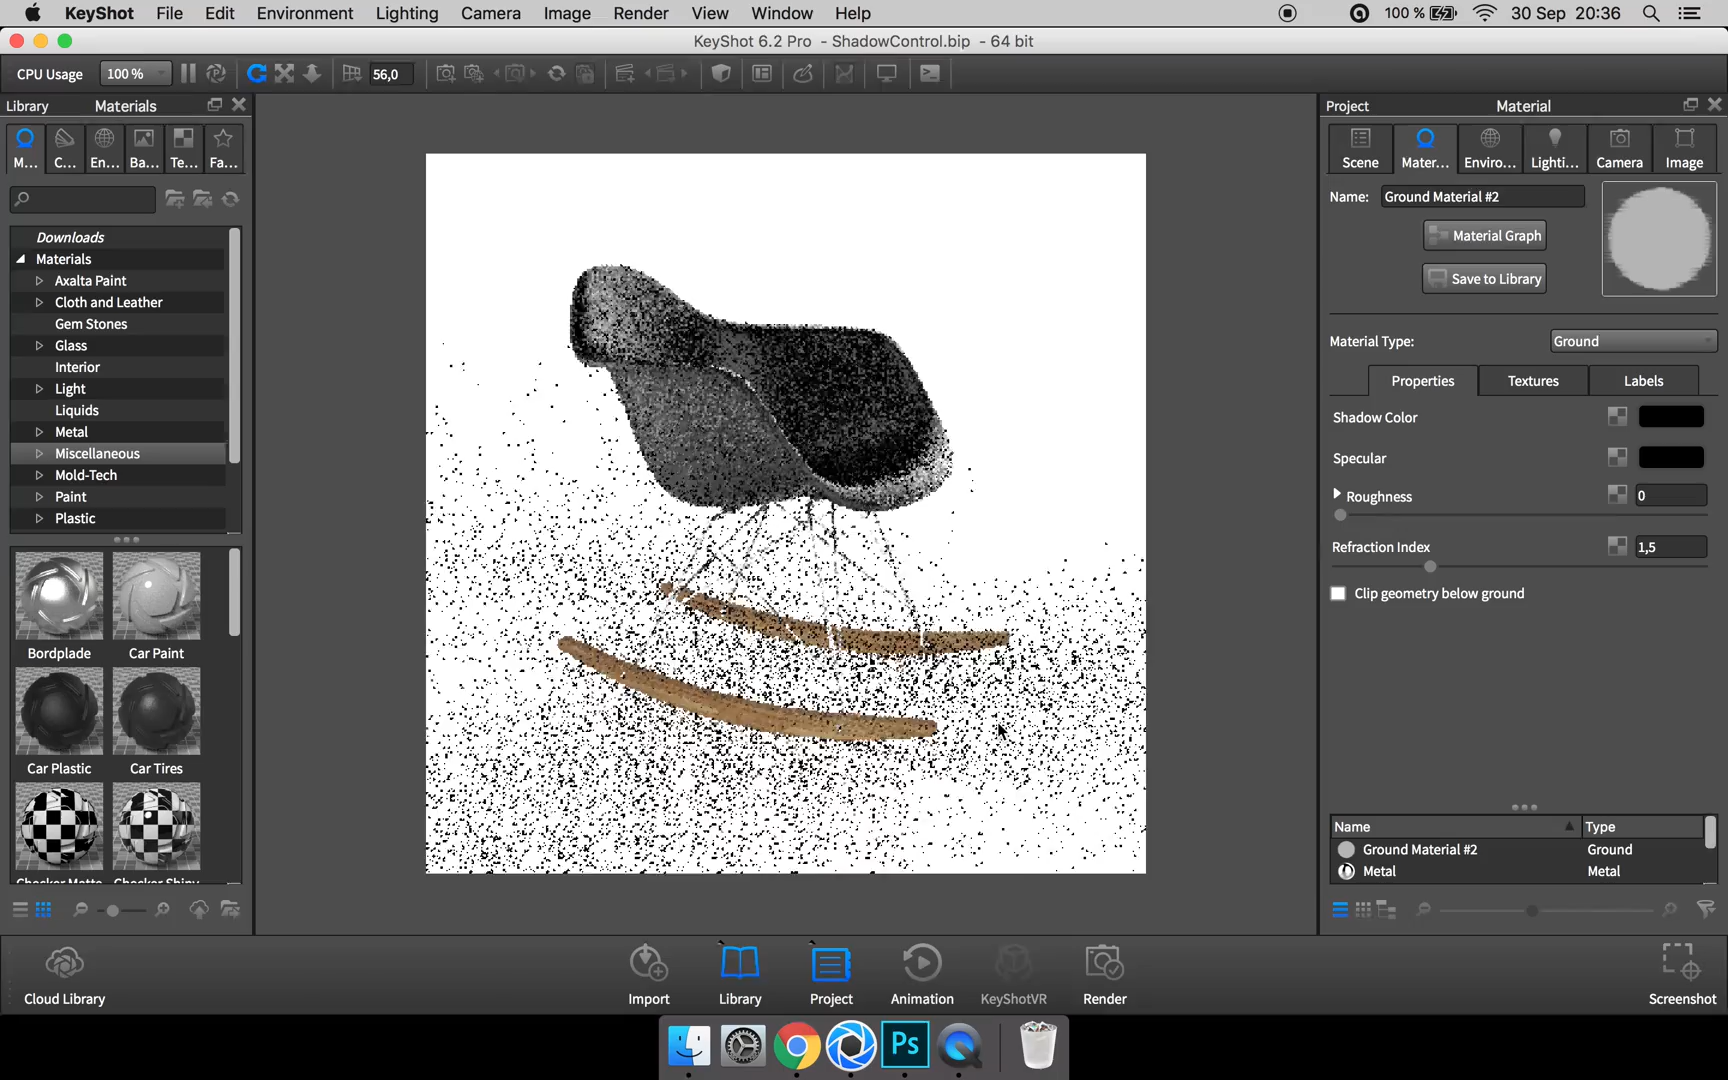 KeyShot File Edit Environment Lighting Camera Image Render View Window Help 100 % 30 Sep 20:36
KeyShot 6.2 Pro - ShadowControl.bip - 64 bit
CPU Usage 100 % 56,0
Library Materials
M... C... En... Ba... Te... Fa...
Downloads
Materials
Axalta Paint
Cloth and Leather
Gem Stones
Glass
Interior
Light
Liquids
Metal
Miscellaneous
Mold-Tech
Paint
Plastic
Bordplade Car Paint
Car Plastic Car Tires
Checker Matte Checker Shiny
Project Material
Scene Mater... Enviro... Lighti... Camera Image
Name: Ground Material #2
Material Graph
Save to Library
Material Type: Ground
Properties Textures Labels
Shadow Color
Specular
Roughness 0
Refraction Index 1,5
Clip geometry below ground
Name Type
Ground Material #2 Ground
Metal Metal
Cloud Library Import Library Project Animation KeyShotVR Render Screenshot
Ps